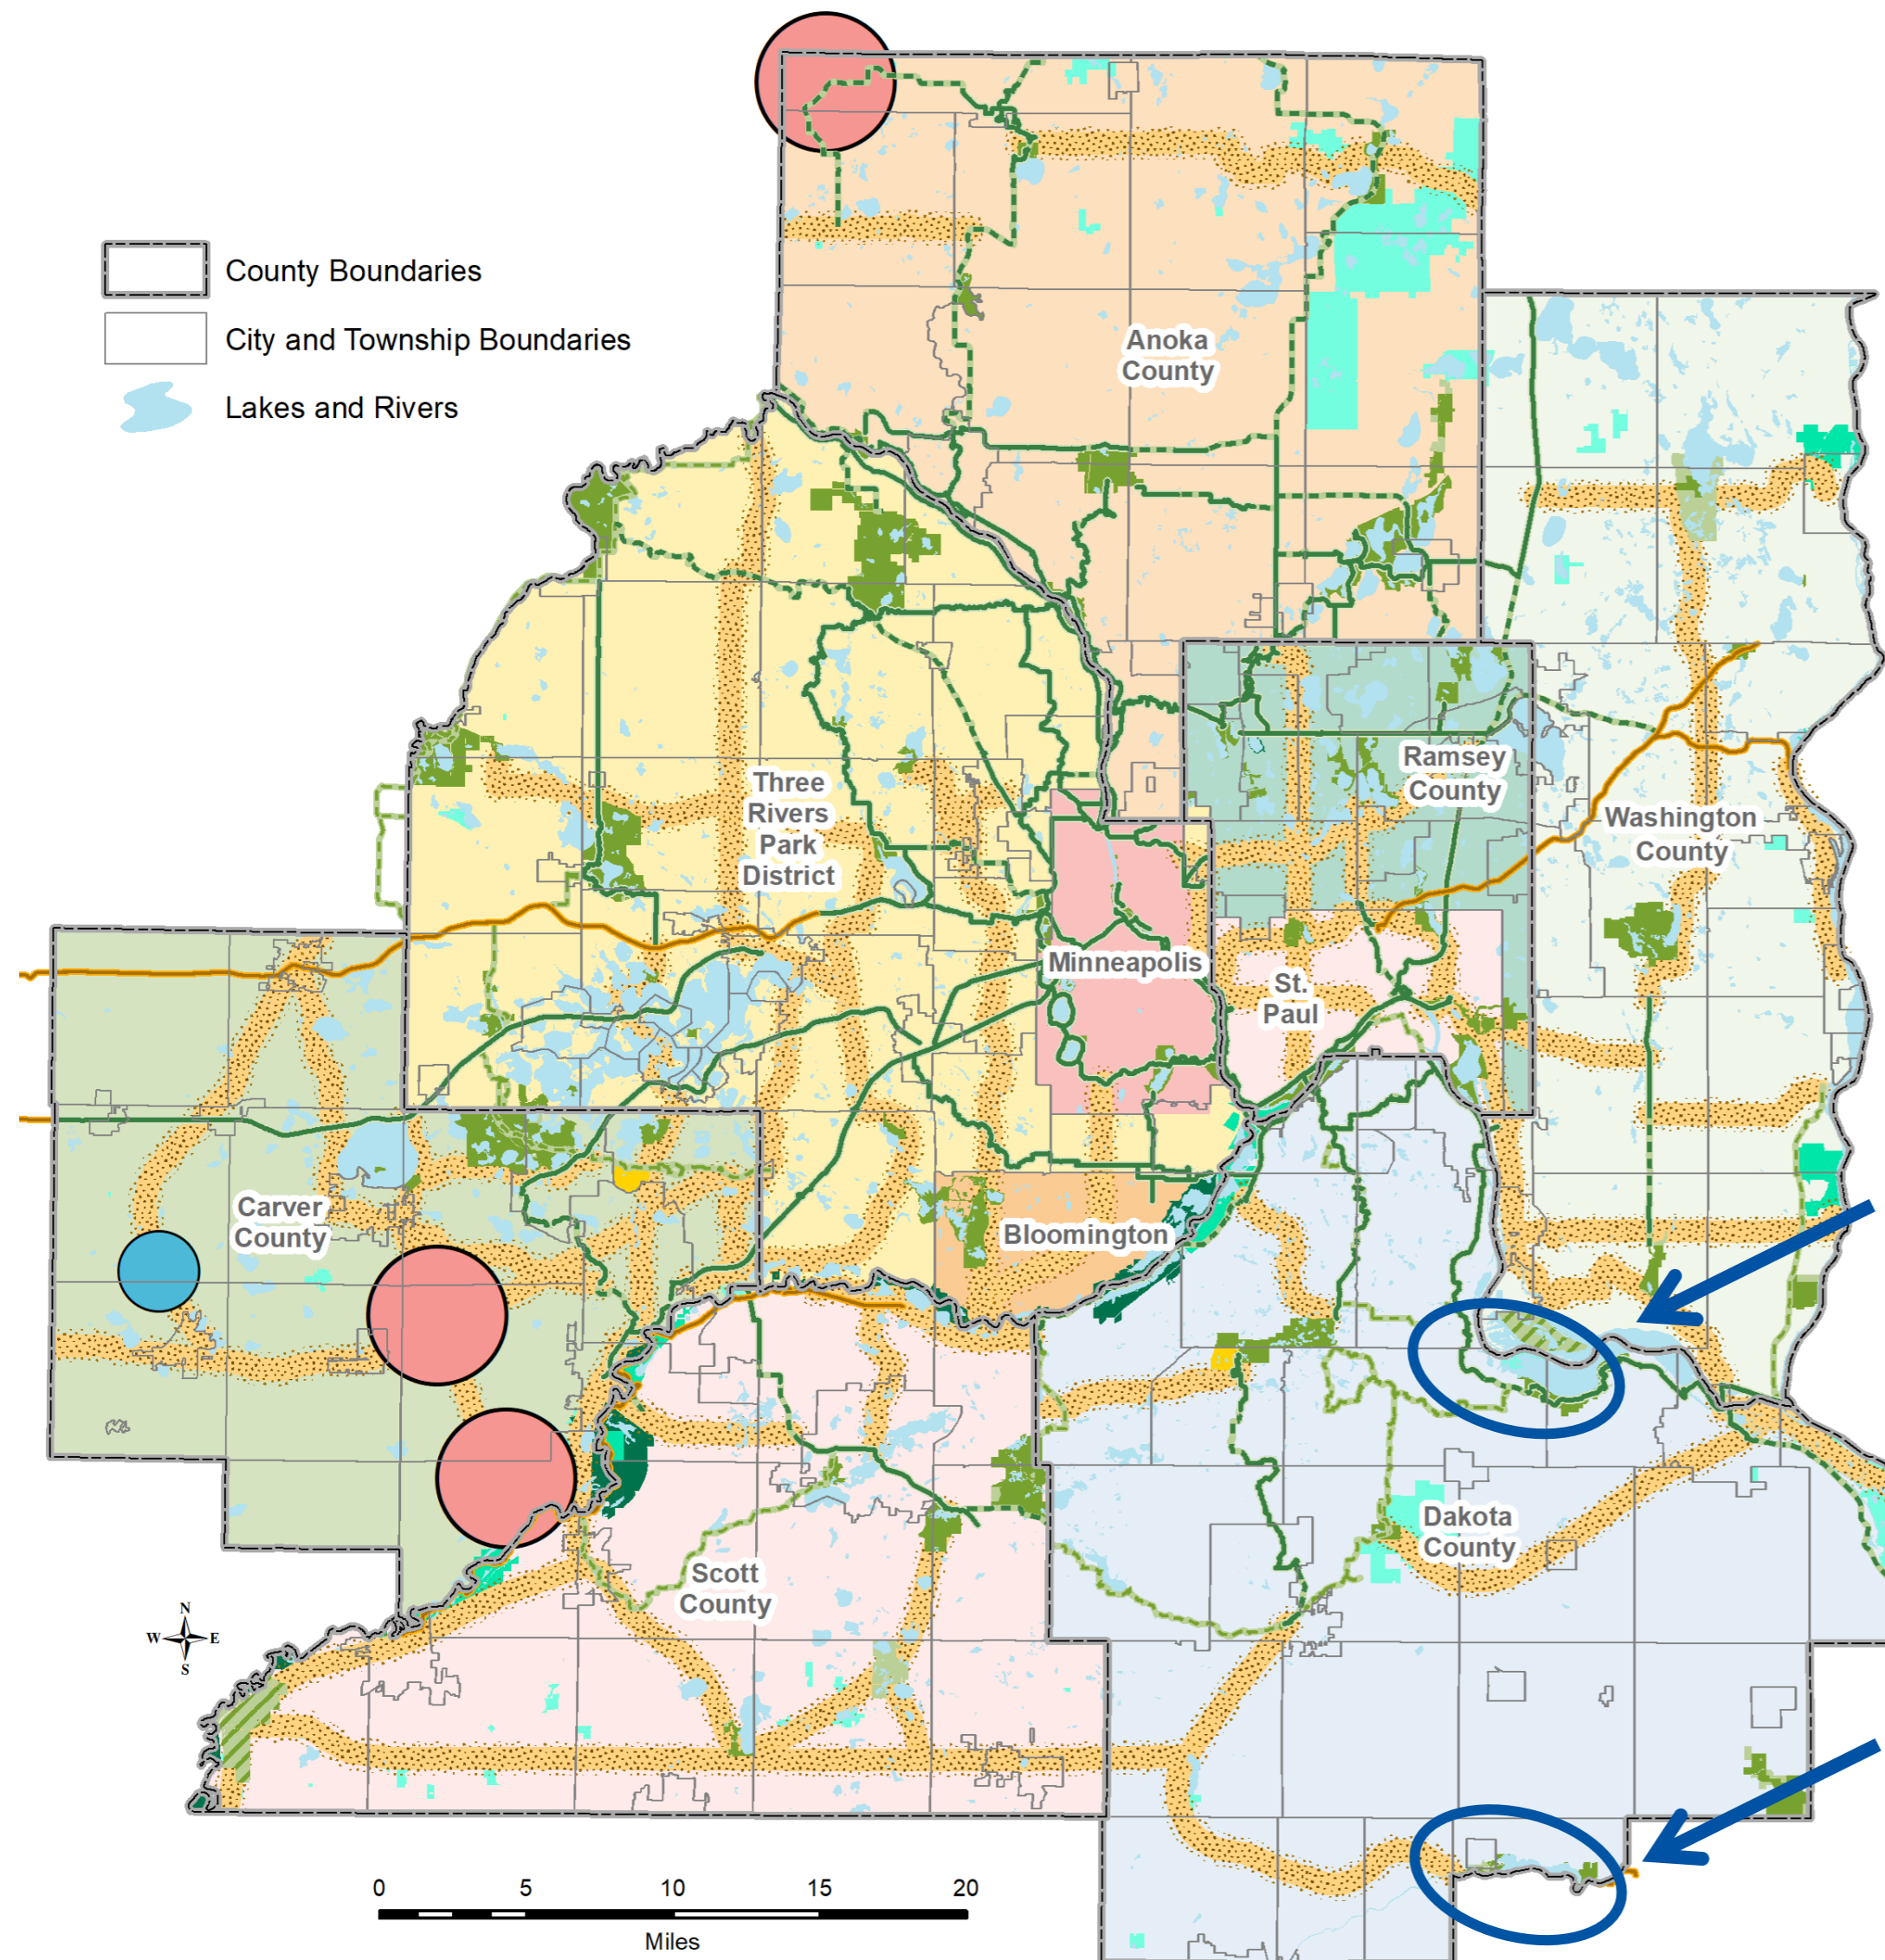 County Boundaries
City and Township Boundaries
Lakes and Rivers
Anoka
County
Three
Rivers
Park
District
Ramsey
County
Washington
County
Minneapolis
St.
Paul
Carver
County
Bloomington
Dakota
County
Scott
County
N
W E
S
0 5 10 15 20
Miles